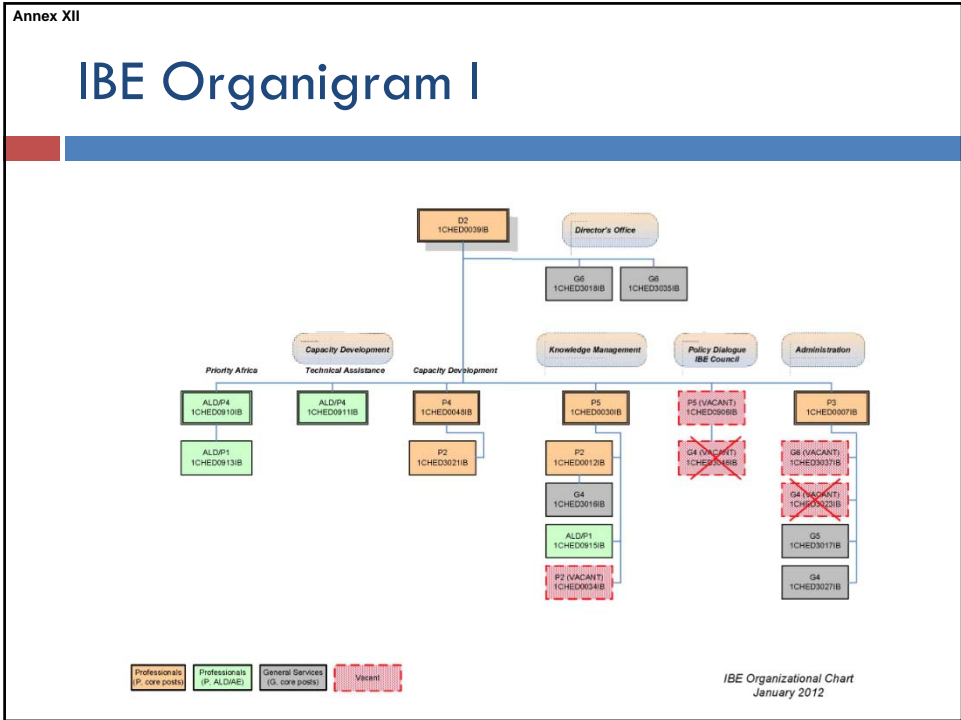 Annex XII
IBE Organigram I
D2
1CHED0039IB
Director's Office
G6
1CHED3018IB
G6
1CHED3035IB
Capacity Development
Knowledge Management
Policy Dialogue
IBE Council
Administration
Priority Africa
Technical Assistance
Capacity Development
ALD/P4
1CHED0910IB
ALD/P4
1CHED0911IB
P4
1CHED0048IB
P5
1CHED0030IB
P5 (VACANT)
1CHED0906IB
P3
1CHED0007IB
ALD/P1
1CHED0913IB
P2
1CHED3021IB
P2
1CHED0012IB
G4 (VACANT)
G6 (VACANT)
1CHED3037IB
G4
1CHED3016IB
G4 (VACANT)
1CHED3023IB
ALD/P1
1CHED0915IB
G5
1CHED3017IB
P2 (VACANT)
1CHED0034IB
G4
1CHED3027IB
Professionals
(P, core posts)
Professionals
(P, ALD/AE)
General Services
(G, core posts)
Vacant
IBE Organizational Chart
January 2012